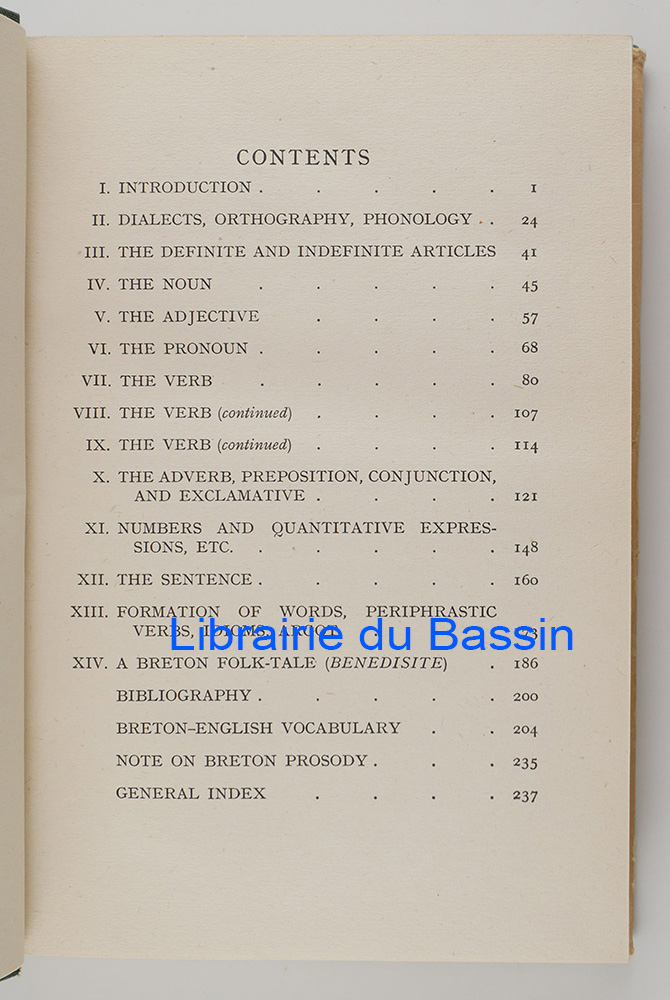 CONTENTS
I. INTRODUCTION . . . . . 1
II. DIALECTS, ORTHOGRAPHY, PHONOLOGY . . 24
III. THE DEFINITE AND INDEFINITE ARTICLES 41
IV. THE NOUN . . . . . 45
V. THE ADJECTIVE . . . . 57
VI. THE PRONOUN . . . . . 68
VII. THE VERB . . . . . 80
VIII. THE VERB (continued) . . . . 107
IX. THE VERB (continued) . . . . 114
X. THE ADVERB, PREPOSITION, CONJUNCTION,
AND EXCLAMATIVE . . . . 121
XI. NUMBERS AND QUANTITATIVE EXPRES-
SIONS, ETC. . . . . . 148
XII. THE SENTENCE . . . . . 160
XIII. FORMATION OF WORDS, PERIPHRASTIC
VERBS, IDIOMS, ARGOT
Librairie du Bassin
XIV. A BRETON FOLK-TALE (BENEDISITE) . 186
BIBLIOGRAPHY . . . . . 200
BRETON–ENGLISH VOCABULARY . . 204
NOTE ON BRETON PROSODY . . . 235
GENERAL INDEX . . . . 237